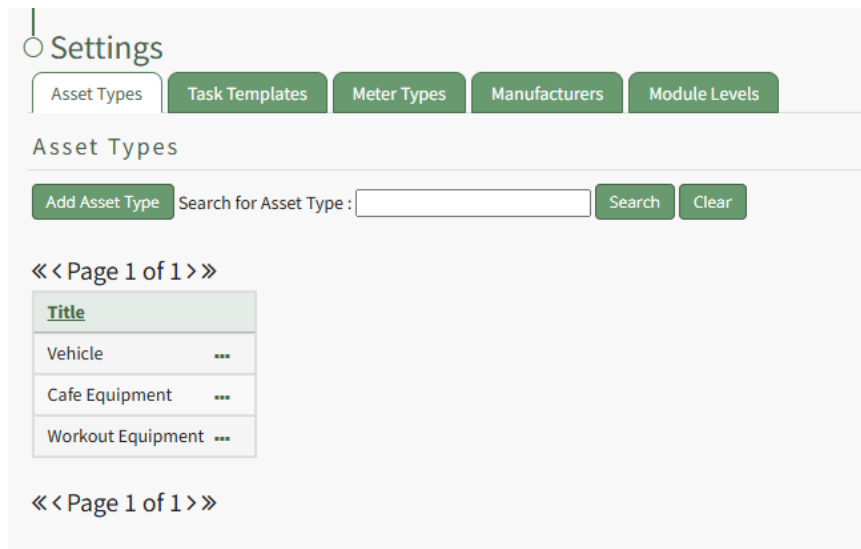 Settings
Asset Types Task Templates Meter Types Manufacturers Module Levels
Asset Types
Add Asset Type Search for Asset Type : Search Clear
« < Page 1 of 1 > »
Title
Vehicle ...
Cafe Equipment ...
Workout Equipment ...
« < Page 1 of 1 > »